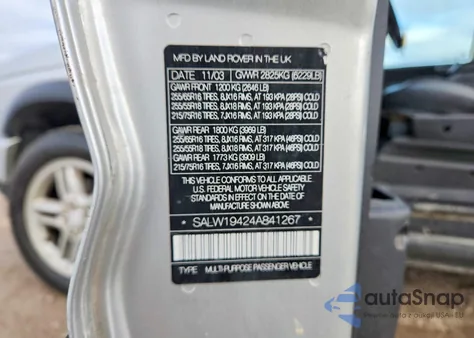 MFD BY LAND ROVER IN THE UK
DATE 11/03 GVWR 2825KG (6229LB)
GAWR FRONT 1200 KG (2646 LB)
255/65R16 TIRES, 8JX16 RIMS, AT 193 KPA (28PSI) COLD
255/55R18 TIRES, 8JX18 RIMS, AT 193 KPA (28PSI) COLD
215/75R16 TIRES, 7JX16 RIMS, AT 193 KPA (28PSI) COLD
GAWR REAR 1800 KG (3969 LB)
255/65R16 TIRES, 8JX16 RIMS, AT 317 KPA (46PSI) COLD
255/55R18 TIRES, 8JX18 RIMS, AT 317 KPA (46PSI) COLD
GAWR REAR 1773 KG (3909 LB)
215/75R16 TIRES, 7JX16 RIMS, AT 317 KPA (46PSI) COLD
THIS VEHICLE CONFORMS TO ALL APPLICABLE
U.S. FEDERAL MOTOR VEHICLE SAFETY
STANDARDS IN EFFECT ON THE DATE OF
MANUFACTURE SHOWN ABOVE
SALW19424A841267
TYPE MULTI-PURPOSE PASSENGER VEHICLE
autoSnap